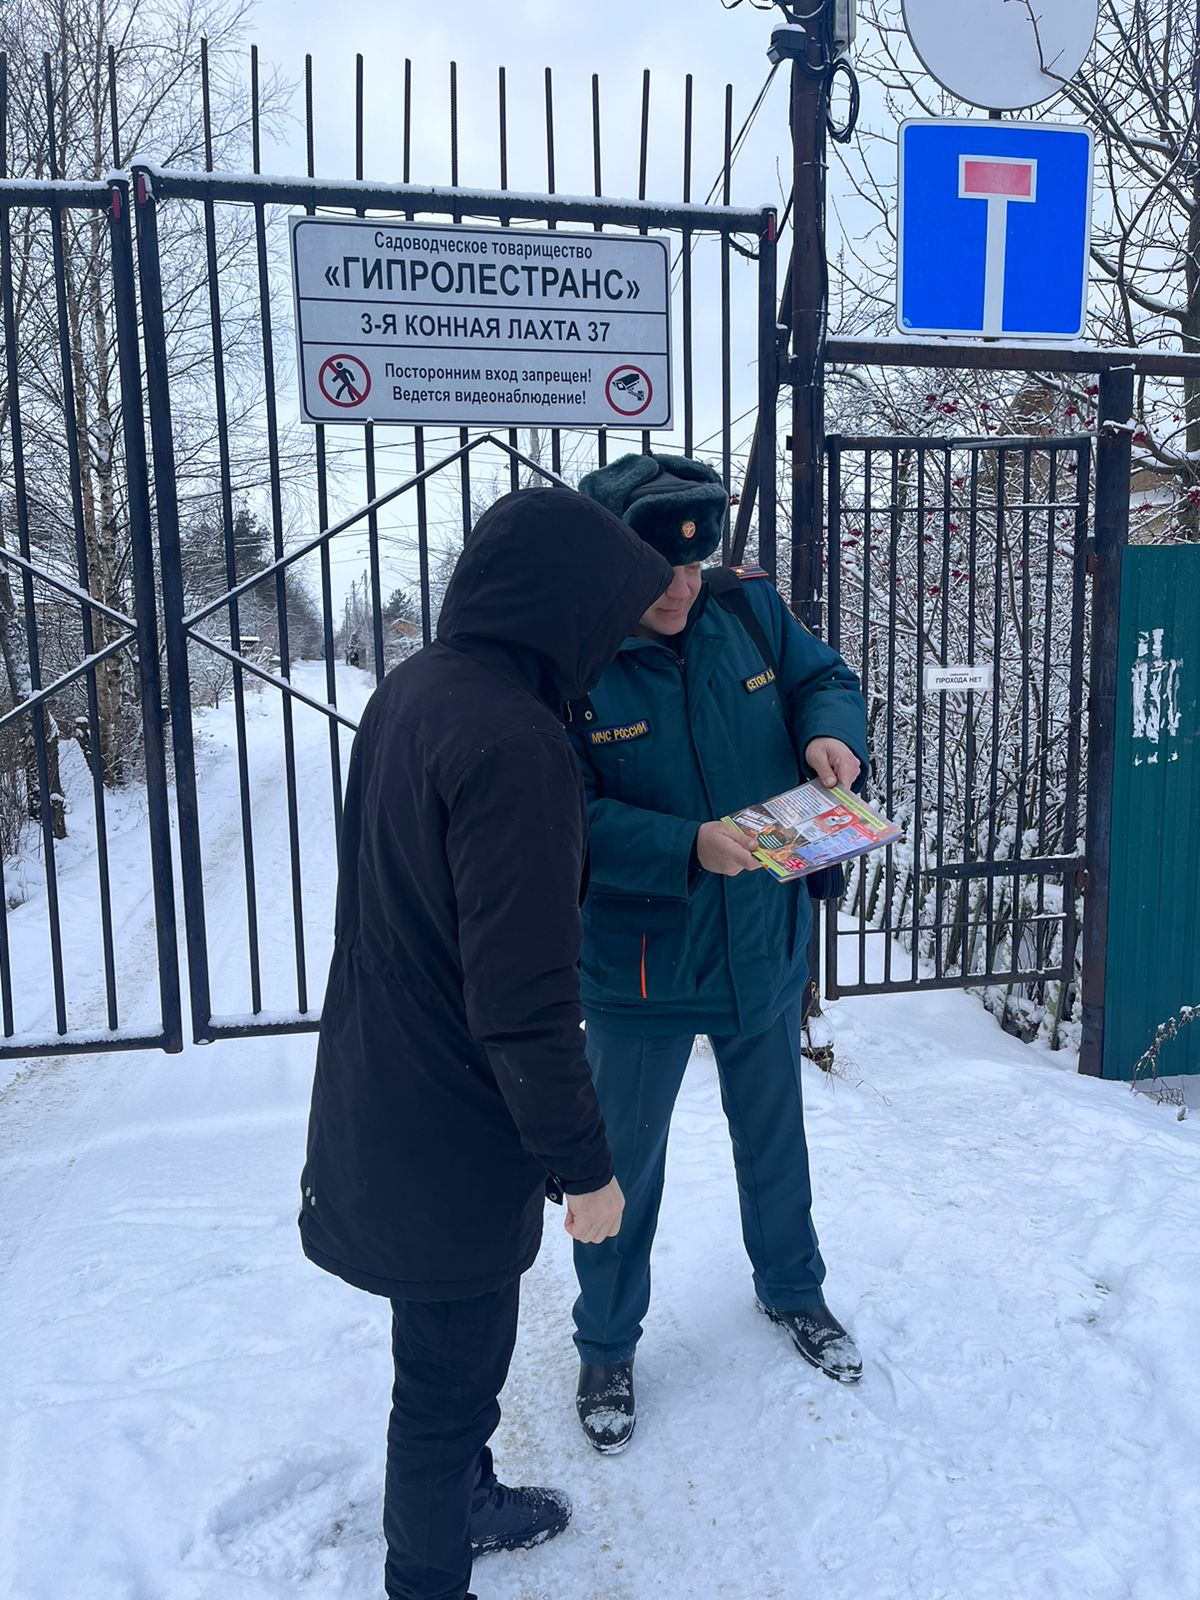 Садоводческое товарищество
«ГИПРОЛЕСТРАНС»
3-Я КОННАЯ ЛАХТА 37
Посторонним вход запрещен!
Ведется видеонаблюдение!
ПРОХОДА НЕТ
МЧС РОССИИ